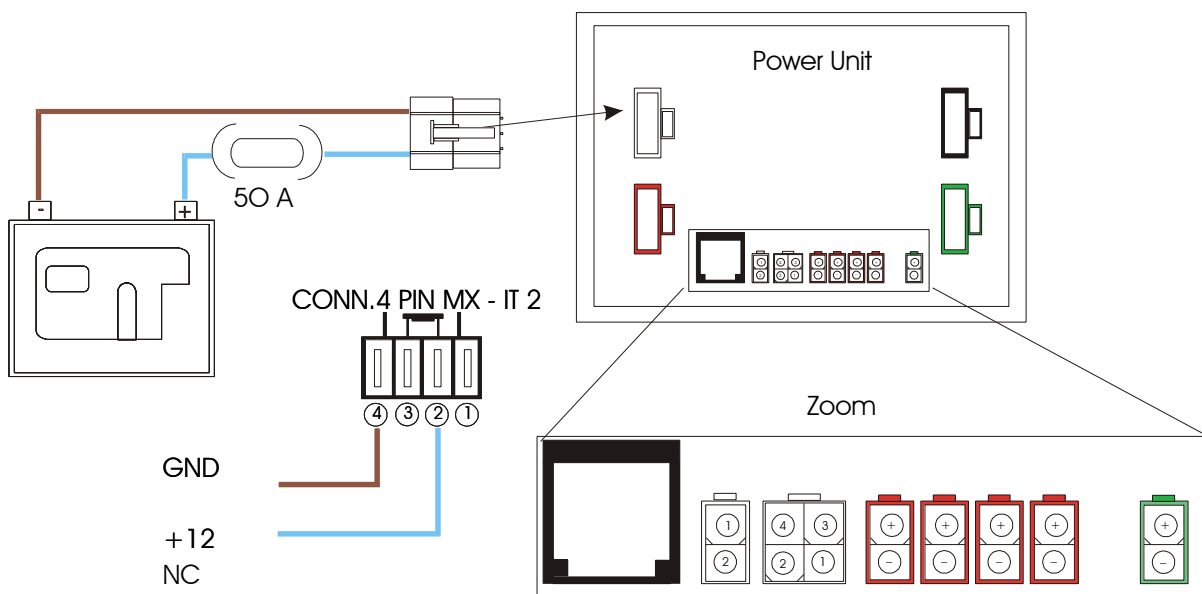 Power Unit
50 A
- +
CONN.4 PIN MX - IT 2
4 3 2 1
Zoom
GND
+12
NC
1 4 3 + + + + +
2 2 1 - - - - -